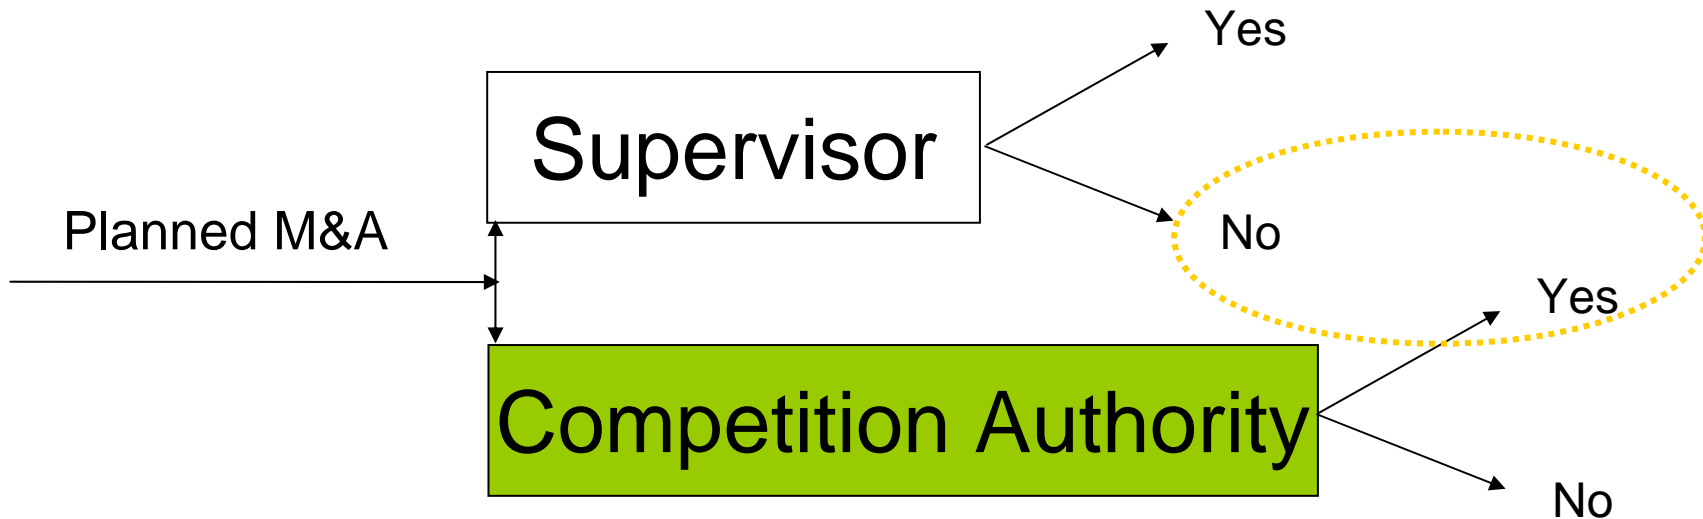 Yes
Supervisor
Planned M&A
No
Yes
Competition Authority
No